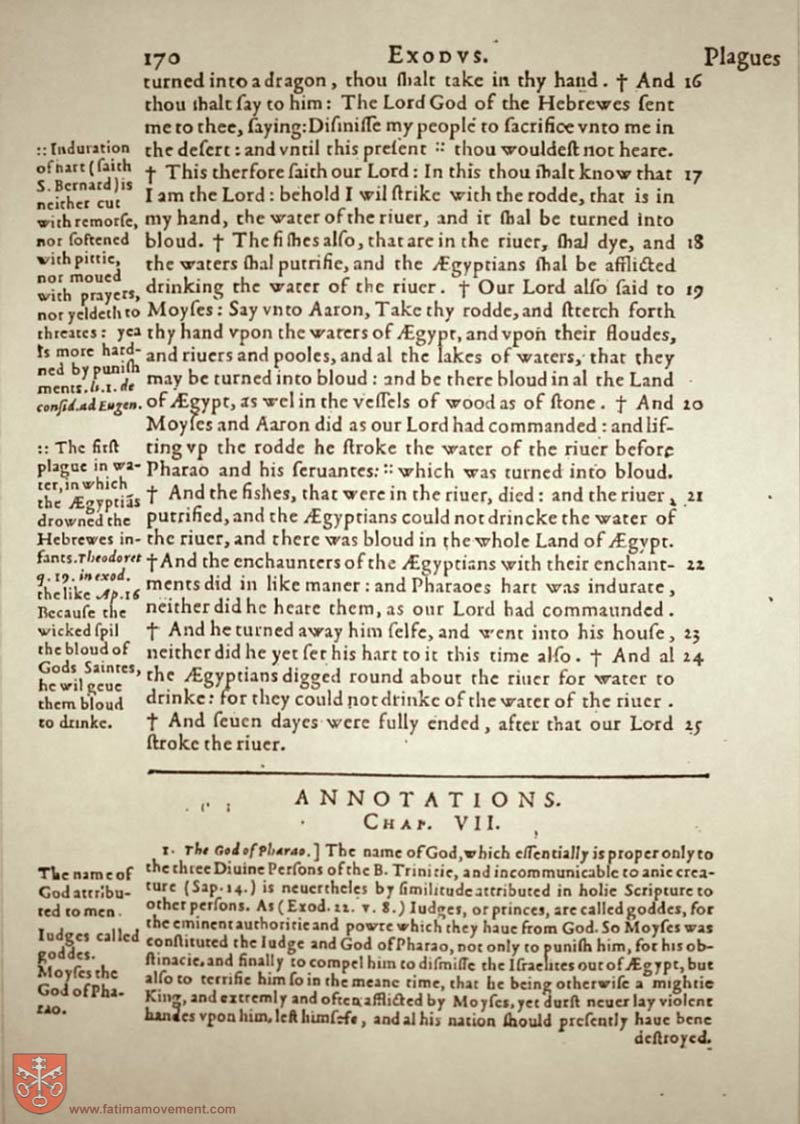 170 EXODVS. Plagues
turned into a dragon, thou ſhalt take in thy hand. † And 16
thou ſhalt ſay to him: The Lord God of the Hebrewes ſent
me to thee, ſaying: Diſmiſſe my people to ſacrifice vnto me in
the deſert: and vntil this preſent :: thou wouldeſt not heare.
† This therfore ſaith our Lord: In this thou ſhalt know that 17
I am the Lord: behold I wil ſtrike with the rodde, that is in
my hand, the water of the riuer, and it ſhal be turned into
bloud. † The fiſhes alſo, that are in the riuer, ſhal dye, and 18
the waters ſhal putrifie, and the Ægyptians ſhal be afflicted
drinking the water of the riuer. † Our Lord alſo ſaid to 19
Moyſes: Say vnto Aaron, Take thy rodde, and ſtretch forth
thy hand vpon the waters of Ægypt, and vpon their floudes,
and riuers and pooles, and al the lakes of waters, that they
may be turned into bloud: and be there bloud in al the Land
of Ægypt, as wel in the veſſels of wood as of ſtone. † And 20
Moyſes and Aaron did as our Lord had commanded: and lif-
ting vp the rodde he ſtroke the water of the riuer before
Pharao and his ſeruantes: :: which was turned into bloud.
† And the fiſhes, that were in the riuer, died: and the riuer 21
putrified, and the Ægyptians could not drincke the water of
the riuer, and there was bloud in the whole Land of Ægypt.
† And the enchaunters of the Ægyptians with their enchant- 22
ments did in like maner: and Pharaoes hart was indurate,
neither did he heare them, as our Lord had commaunded.
† And he turned away him ſelfe, and went into his houſe, 23
neither did he yet ſet his hart to it this time alſo. † And al 24
the Ægyptians digged round about the riuer for water to
drinke: for they could not drinke of the water of the riuer.
† And ſeuen dayes were fully ended, after that our Lord 25
ſtroke the riuer.
:: Induration
of hart (ſaith
S. Bernard) is
neither cut
with remorſe,
nor ſoftened
with pittie,
nor moued
with prayers,
nor yeldeth to
threates: yea
is more hard-
ned by puniſh
ments. li. 1. de
conſid. ad Eugen.
:: The firſt
plague in wa-
ter, in which
the Ægyptiãs
drowned the
Hebrewes in-
fants. Theodoret
q. 19. in exod.
the like Ap. 16
Becauſe the
wicked ſpil
the bloud of
Gods Saintes,
he wil geue
them bloud
to drinke.
ANNOTATIONS.
CHAP. VII.
1. The God of Pharao.] The name of God, which eſſentially is proper only to
the three Diuine Perſons of the B. Trinitie, and incommunicable to anie crea-
ture (Sap. 14.) is neuertheles by ſimilitude attributed in holie Scripture to
other perſons. As (Exod. 22. v. 8.) Iudges, or princes, are called goddes, for
the eminent authoritie and powre which they haue from God. So Moyſes was
conſtituted the Iudge and God of Pharao, not only to puniſh him, for his ob-
ſtinacie, and finally to compel him to diſmiſſe the Iſraelites out of Ægypt, but
alſo to terrifie him ſo in the meane time, that he being otherwiſe a mightie
King, and extremly and often afflicted by Moyſes, yet durſt neuer lay violent
handes vpon him, leſt himſelfe, and al his nation ſhould preſently haue bene
deſtroyed.
The name of
God attribu-
ted to men.
Iudges called
goddes.
Moyſes the
God of Pha-
rao.
www.fatimamovement.com